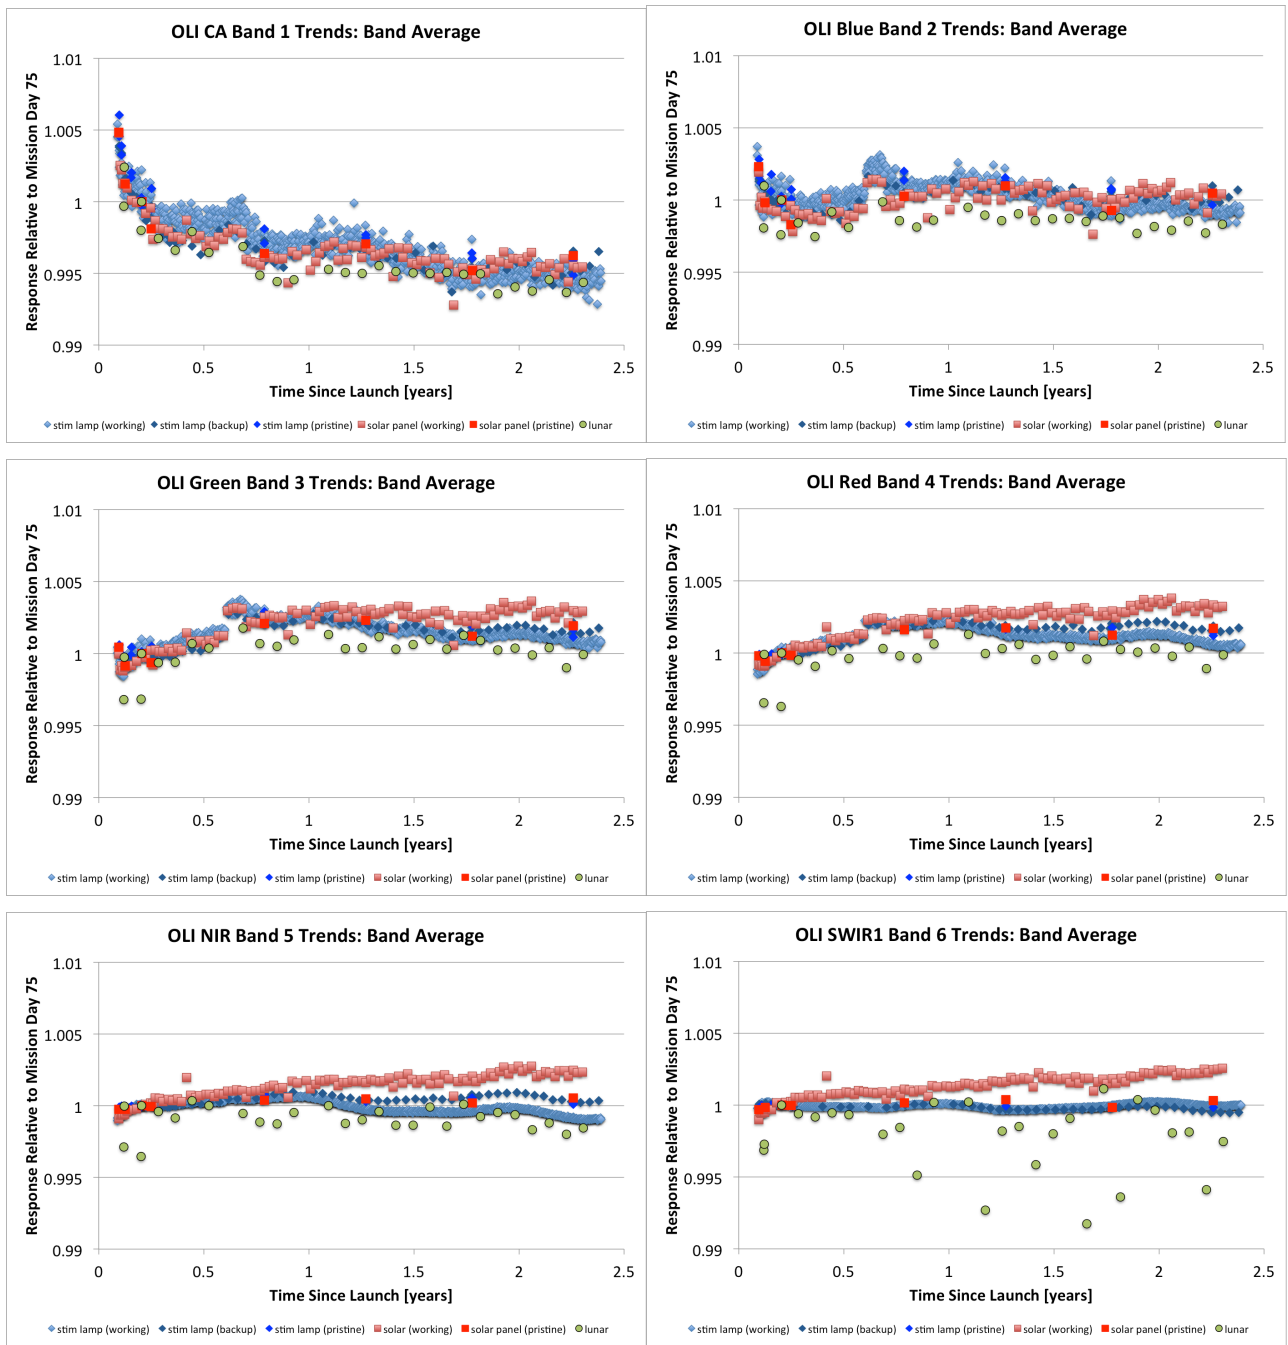 OLI CA Band 1 Trends: Band Average
Response Relative to Mission Day 75
1.01
1.005
1
0.995
0.99
0 0.5 1 1.5 2 2.5
Time Since Launch [years]
stim lamp (working) stim lamp (backup) stim lamp (pristine) solar panel (working) solar panel (pristine) lunar
OLI Blue Band 2 Trends: Band Average
Response Relative to Mission Day 75
1.01
1.005
1
0.995
0.99
0 0.5 1 1.5 2 2.5
Time Since Launch [years]
stim lamp (working) stim lamp (backup) stim lamp (pristine) solar (working) solar panel (pristine) lunar
OLI Green Band 3 Trends: Band Average
Response Relative to Mission Day 75
1.01
1.005
1
0.995
0.99
0 0.5 1 1.5 2 2.5
Time Since Launch [years]
stim lamp (working) stim lamp (backup) stim lamp (pristine) solar (working) solar panel (pristine) lunar
OLI Red Band 4 Trends: Band Average
Response Relative to Mission Day 75
1.01
1.005
1
0.995
0.99
0 0.5 1 1.5 2 2.5
Time Since Launch [years]
stim lamp (working) stim lamp (backup) stim lamp (pristine) solar (working) solar panel (pristine) lunar
OLI NIR Band 5 Trends: Band Average
Response Relative to Mission Day 75
1.01
1.005
1
0.995
0.99
0 0.5 1 1.5 2 2.5
Time Since Launch [years]
stim lamp (working) stim lamp (backup) stim lamp (pristine) solar (working) solar panel (pristine) lunar
OLI SWIR1 Band 6 Trends: Band Average
Response Relative to Mission Day 75
1.01
1.005
1
0.995
0.99
0 0.5 1 1.5 2 2.5
Time Since Launch [years]
stim lamp (working) stim lamp (backup) stim lamp (pristine) solar (working) solar panel (pristine) lunar